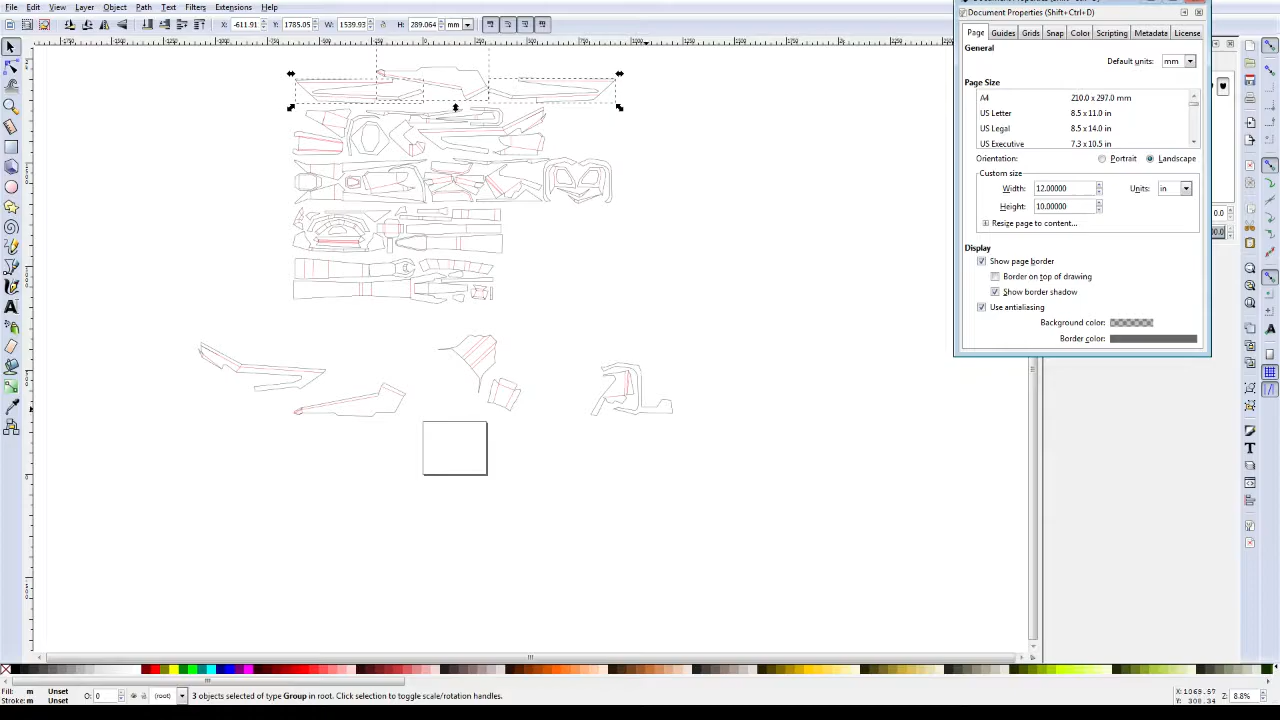 File Edit View Layer Object Path Text Filters Extensions Help
X: -611.91 Y: 1785.05 W: 1539.93 H: 289.064 mm
Document Properties (Shift+Ctrl+D)
Page Guides Grids Snap Color Scripting Metadata License
General
Default units: mm
Page Size
A4 210.0 x 297.0 mm
US Letter 8.5 x 11.0 in
US Legal 8.5 x 14.0 in
US Executive 7.3 x 10.5 in
Orientation: Portrait Landscape
Custom size
Width: 12.00000 Units: in
Height: 10.00000
Resize page to content...
Display
Show page border
Border on top of drawing
Show border shadow
Use antialiasing
Background color:
Border color:
Fill: m Unset
Stroke: m Unset
O: 0
(root)
3 objects selected of type Group in root. Click selection to toggle scale/rotation handles.
X: 1063.57
Y: 308.34
Z: 8.8%